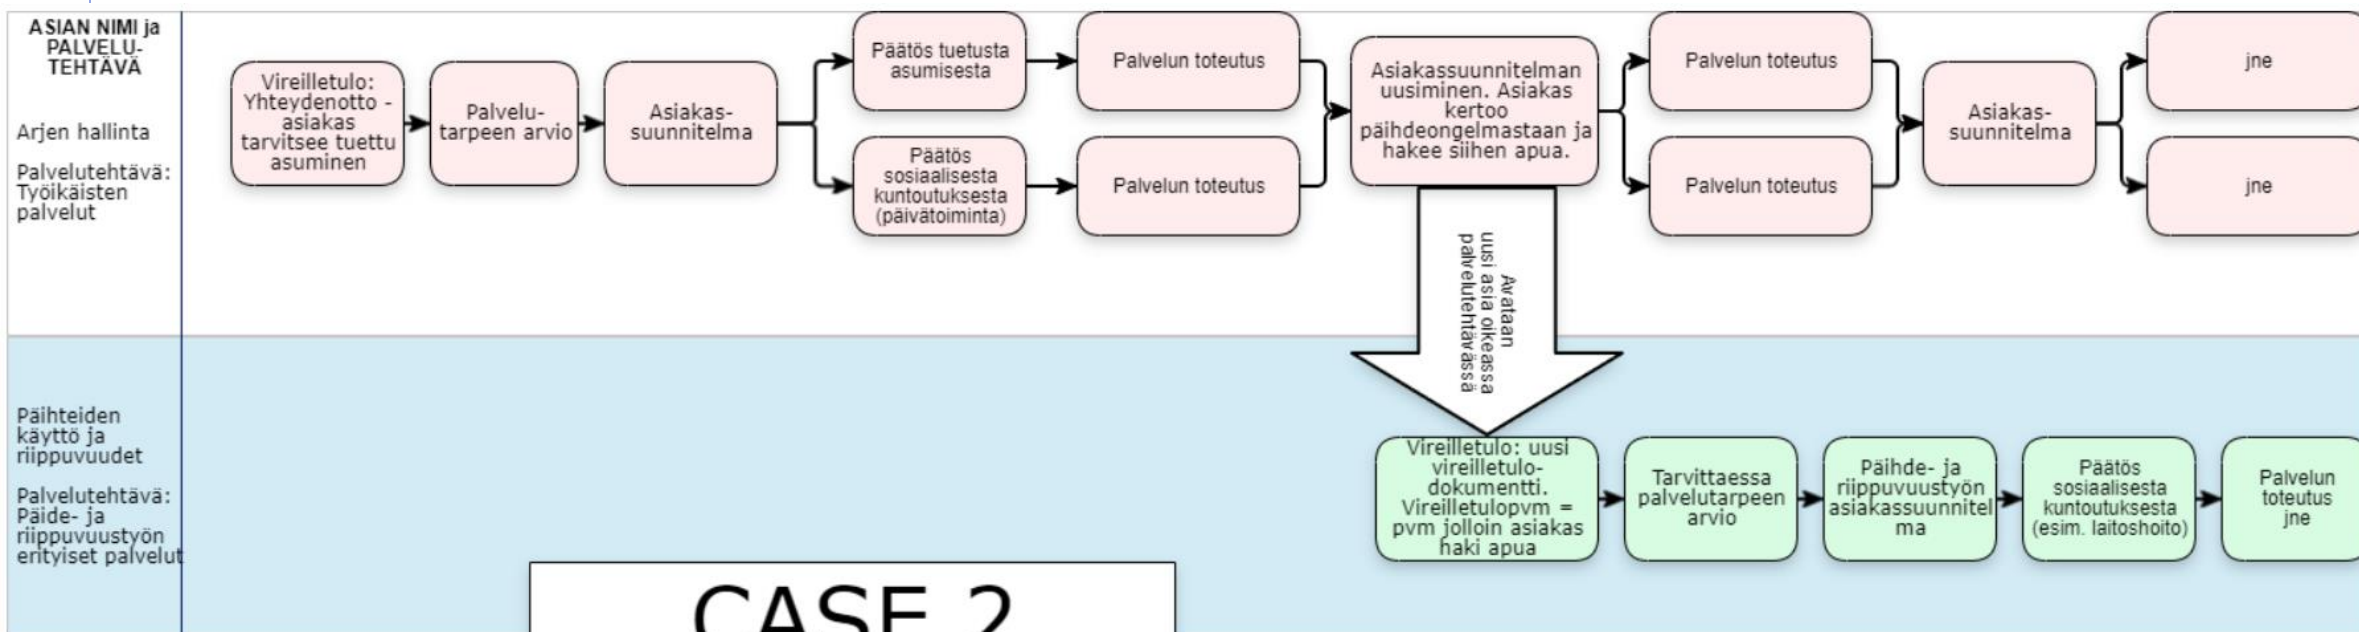 ASIAN NIMI ja
PALVELU-
TEHTÄVÄ
Arjen hallinta
Palvelutehtävä:
Työikäisten
palvelut
Vireilletulo:
Yhteydenotto -
asiakas
tarvitsee tuettu
asuminen
Palvelu-
tarpeen arvio
Asiakas-
suunnitelma
Päätös tuetusta
asumisesta
Palvelun toteutus
Päätös
sosiaalisesta
kuntoutuksesta
(päivätoiminta)
Palvelun toteutus
Asiakassuunnitelman
uusiminen. Asiakas
kertoo
päihdeongelmastaan ja
hakee siihen apua.
Palvelun toteutus
Palvelun toteutus
Asiakas-
suunnitelma
jne
jne
Avataan
uusi asia oikeassa
palvelutehtävässä
Päihteiden
käyttö ja
riippuvuudet
Palvelutehtävä:
Päide- ja
riippuvuustyön
erityiset palvelut
Vireilletulo: uusi
vireilletulo-
dokumentti.
Vireilletulopvm =
pvm jolloin asiakas
haki apua
Tarvittaessa
palvelutarpeen
arvio
Päihde- ja
riippuvuustyön
asiakassuunnitel
ma
Päätös
sosiaalisesta
kuntoutuksesta
(esim. laitoshoito)
Palvelun
toteutus
jne
CASE 2